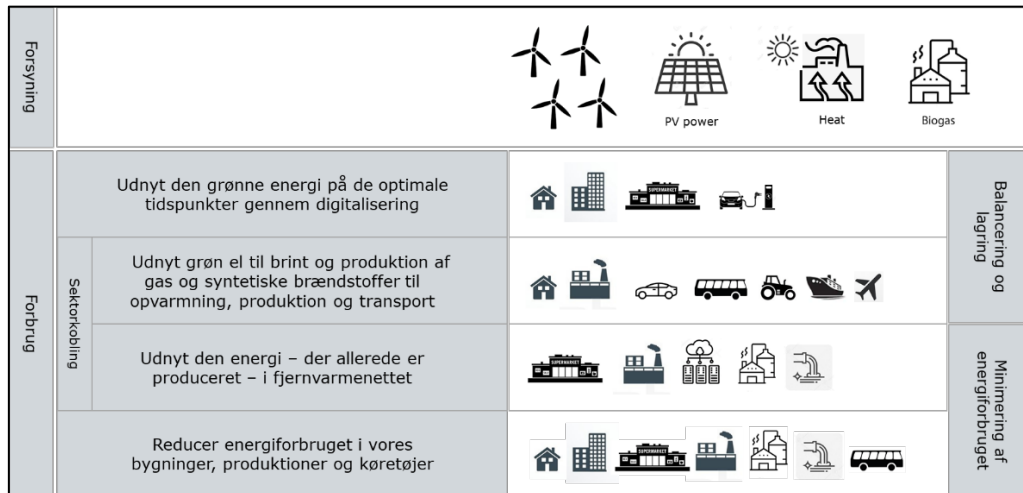 Forsyning
PV power
Heat
Biogas
Forbrug
Udnyt den grønne energi på de optimale
tidspunkter gennem digitalisering
SUPERMARKET
Balancering og
lagring
Sektorkobling
Udnyt grøn el til brint og produktion af
gas og syntetiske brændstoffer til
opvarmning, produktion og transport
Udnyt den energi – der allerede er
produceret – i fjernvarmenettet
SUPERMARKET
Minimering af
energiforbruget
Reducer energiforbruget i vores
bygninger, produktioner og køretøjer
SUPERMARKET